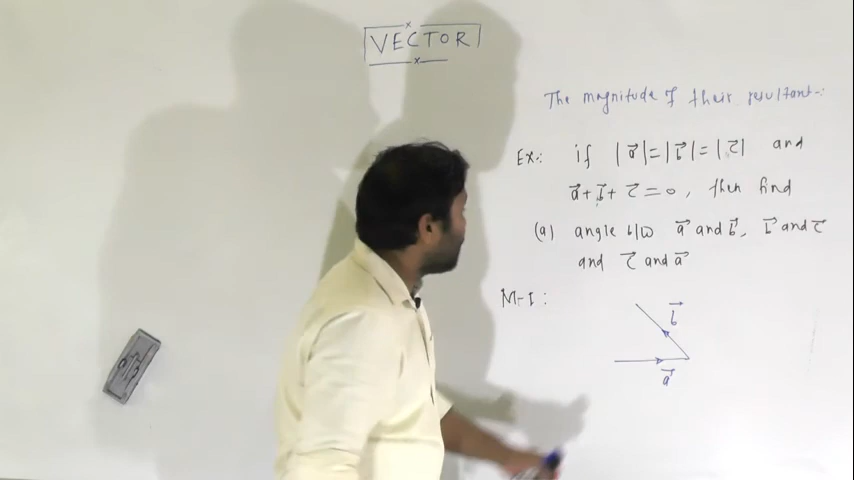 VECTOR
The magnitude of their resultant:-
Ex:- if |a⃗|=|b⃗|=|c⃗| and
a⃗+b⃗+c⃗=0, then find
(a) angle b/w a⃗ and b⃗, b⃗ and c⃗
and c⃗ and a⃗
M-I:
b⃗
a⃗